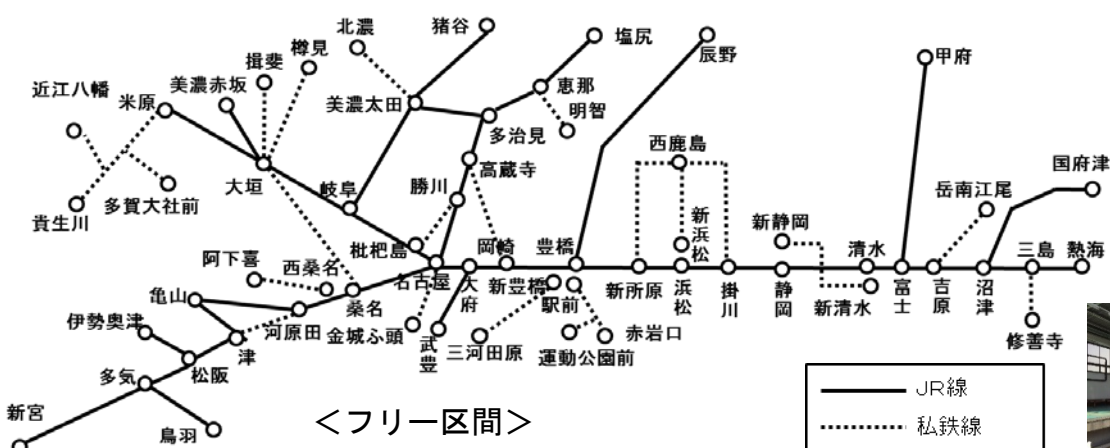 猪谷
北濃
塩尻
辰野
樽見
甲府
揖斐
恵那
近江八幡
美濃赤坂
米原
美濃太田
明智
多治見
西鹿島
国府津
高蔵寺
大垣
岐阜
勝川
岳南江尾
貴生川
多賀大社前
新浜松
新静岡
枇杷島
岡崎
豊橋
清水
三島
熱海
阿下喜
西桑名
名古屋
大府
新豊橋
駅前
新所原
浜松
掛川
静岡
新清水
富士
吉原
沼津
亀山
桑名
河原田
金城ふ頭
武豊
三河田原
運動公園前
赤岩口
修善寺
伊勢奥津
津
松阪
多気
鳥羽
新宮
<フリー区間>
JR線
私鉄線